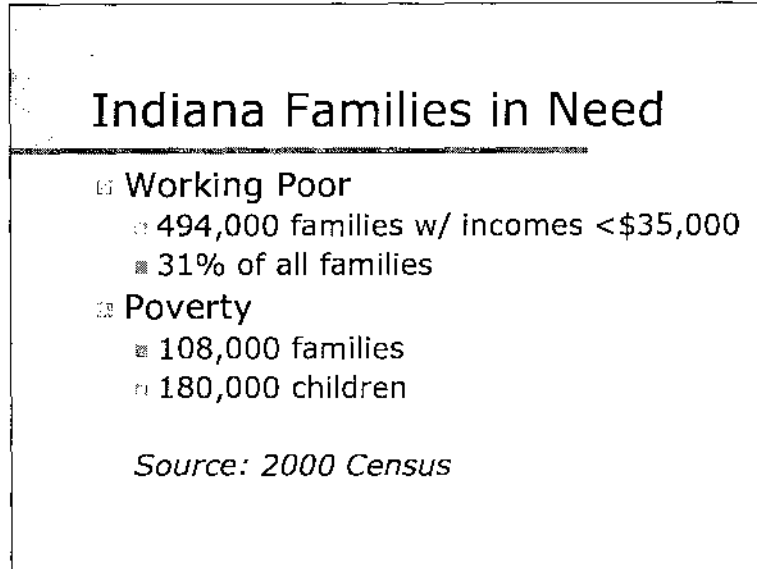 Indiana Families in Need
Working Poor
494,000 families w/ incomes <$35,000
31% of all families
Poverty
108,000 families
180,000 children
Source: 2000 Census